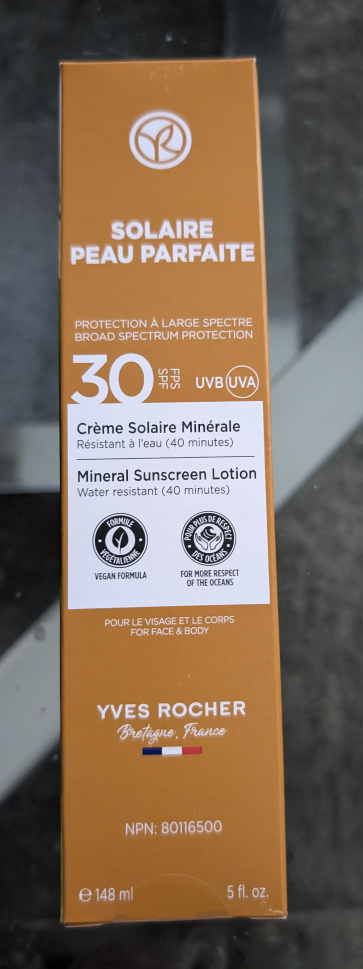 SOLAIRE
PEAU PARFAITE
PROTECTION À LARGE SPECTRE
BROAD SPECTRUM PROTECTION
30 FPS SPF UVB UVA
Crème Solaire Minérale
Résistant à l'eau (40 minutes)
Mineral Sunscreen Lotion
Water resistant (40 minutes)
FORMULE VÉGÉTALIENNE
VEGAN FORMULA
POUR PLUS DE RESPECT DES OCÉANS
FOR MORE RESPECT
OF THE OCEANS
POUR LE VISAGE ET LE CORPS
FOR FACE & BODY
YVES ROCHER
Bretagne, France
NPN: 80116500
℮ 148 ml 5 fl. oz.